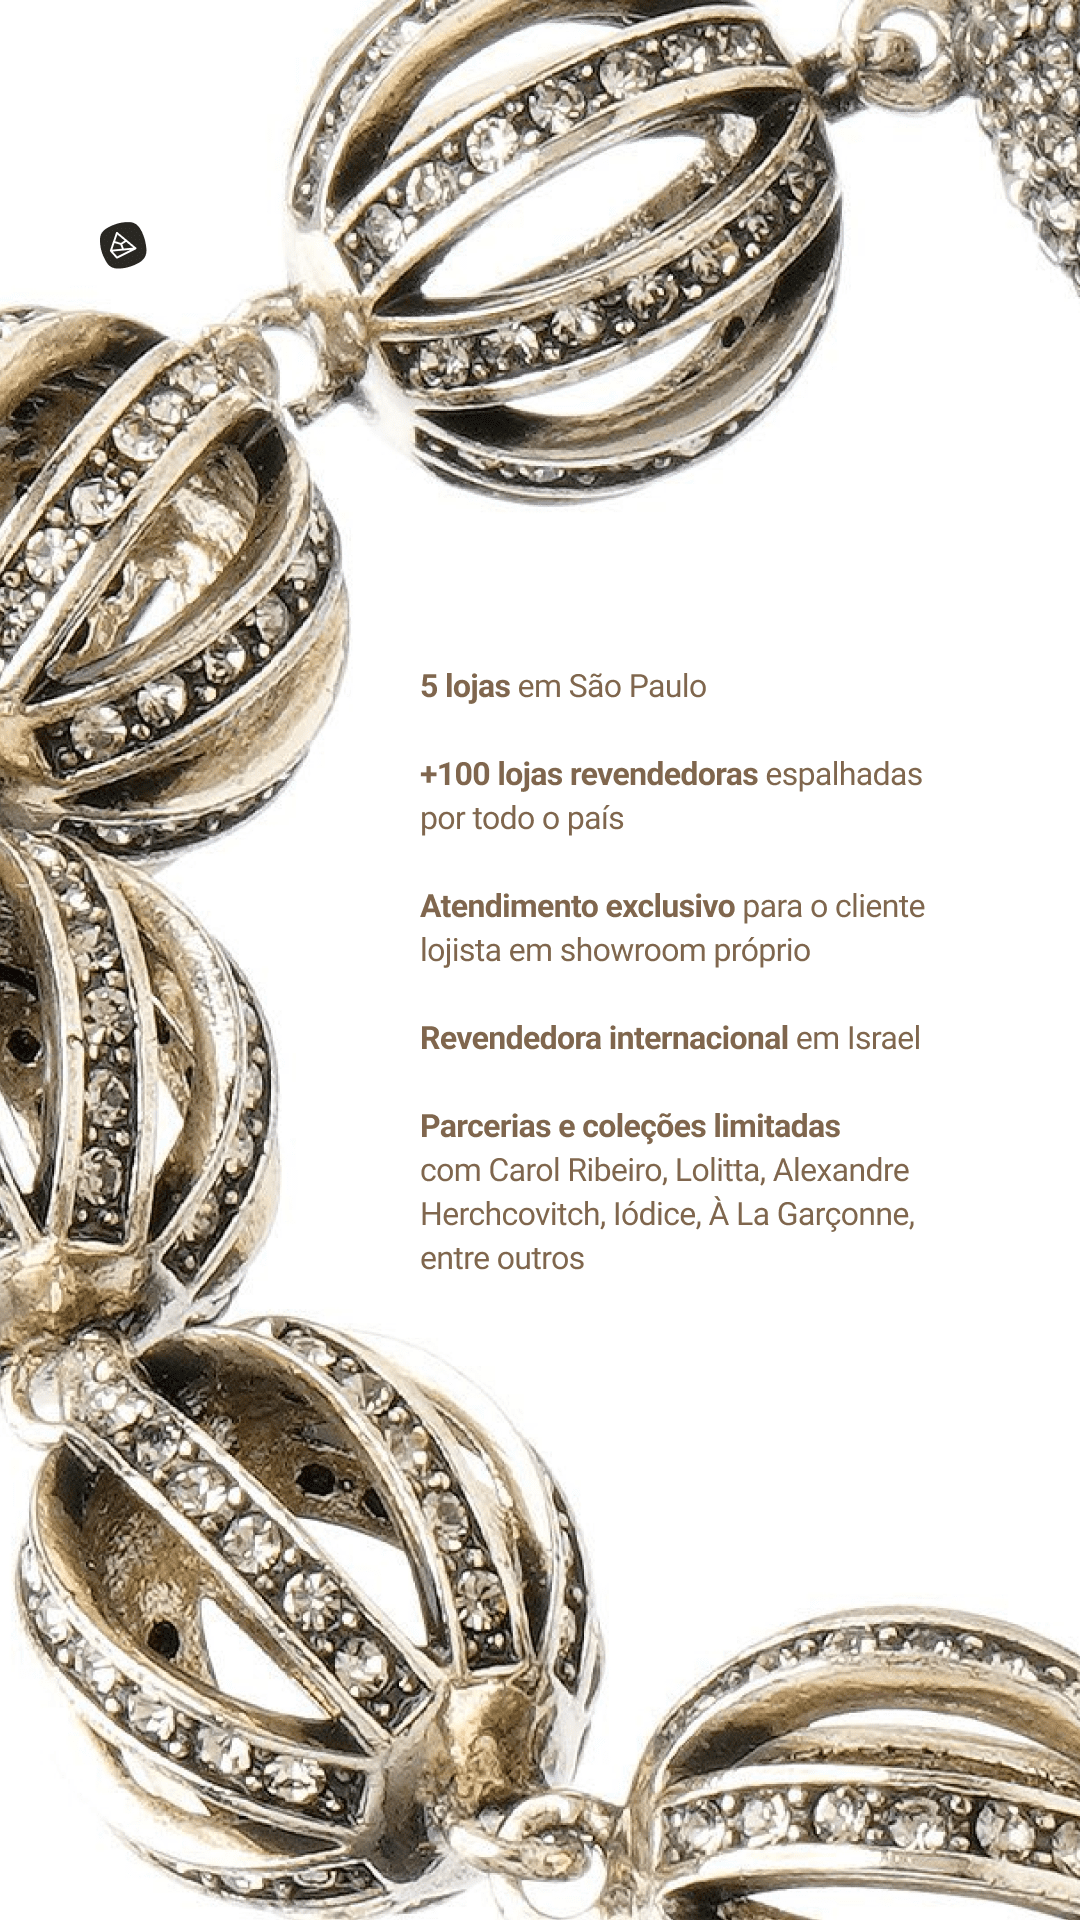 5 lojas em São Paulo
+100 lojas revendedoras espalhadas
por todo o país
Atendimento exclusivo para o cliente
lojista em showroom próprio
Revendedora internacional em Israel
Parcerias e coleções limitadas
com Carol Ribeiro, Lolitta, Alexandre
Herchcovitch, Iódice, À La Garçonne,
entre outros